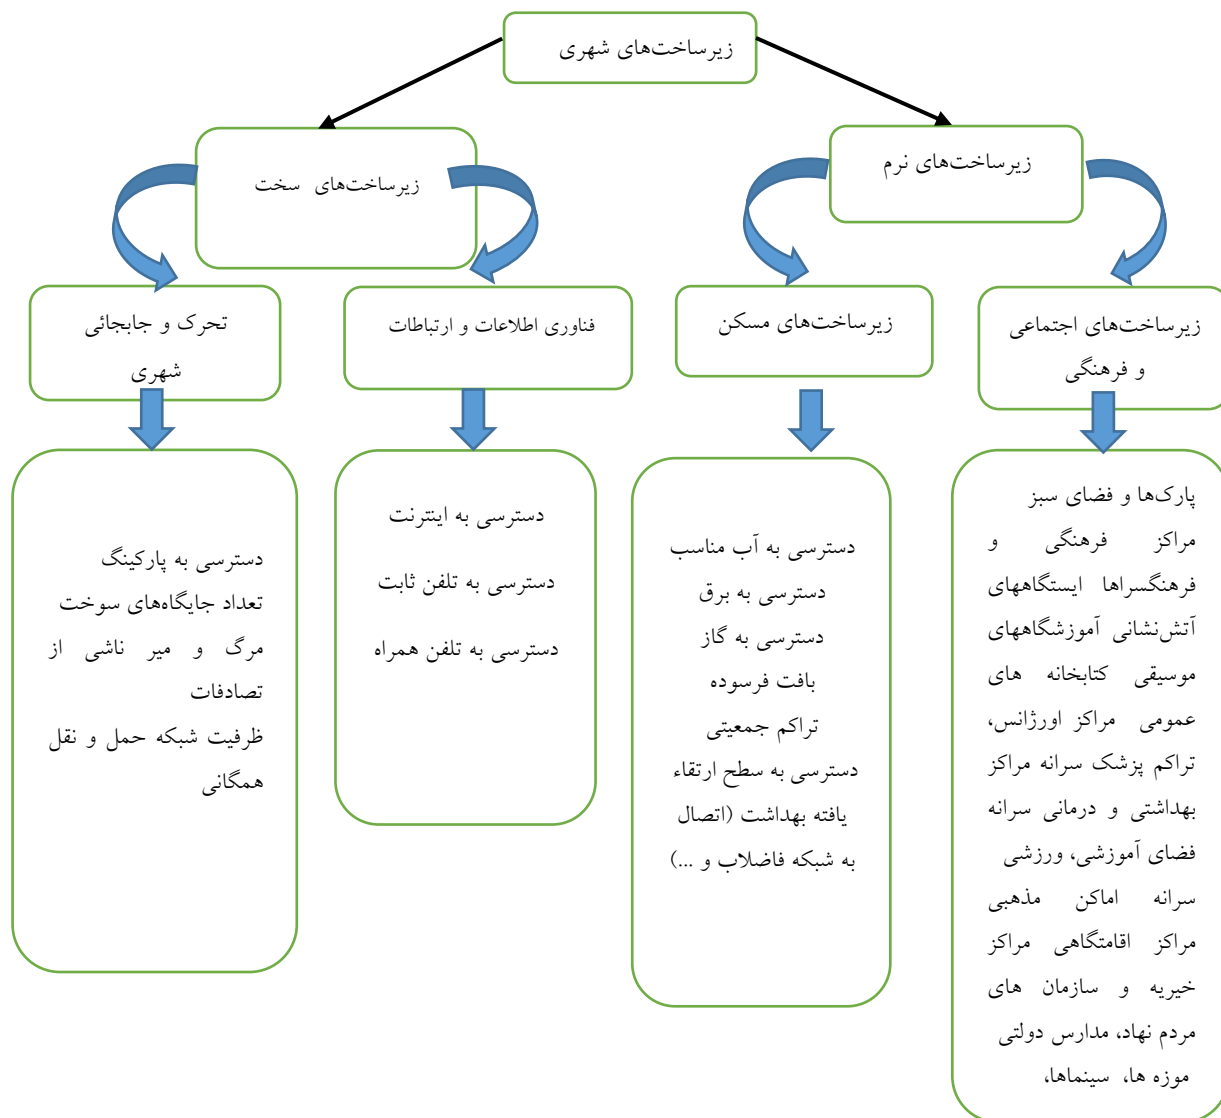 زیرساخت‌های شهری
زیرساخت‌های نرم
زیرساخت‌های سخت
زیرساخت‌های اجتماعی
و فرهنگی
زیرساخت‌های مسکن
فناوری اطلاعات و ارتباطات
تحرک و جابجائی
شهری
پارک‌ها و فضای سبز
مراکز فرهنگی و
فرهنگسراها ایستگاههای
آتش‌نشانی آموزشگاههای
موسیقی کتابخانه های
عمومی مراکز اورژانس،
تراکم پزشک سرانه مراکز
بهداشتی و درمانی سرانه
فضای آموزشی، ورزشی
سرانه اماکن مذهبی
مراکز اقامتگاهی مراکز
خیریه و سازمان های
مردم نهاد، مدارس دولتی
موزه ها، سینماها،
دسترسی به آب مناسب
دسترسی به برق
دسترسی به گاز
بافت فرسوده
تراکم جمعیتی
دسترسی به سطح ارتقاء
یافته بهداشت (اتصال
به شبکه فاضلاب و ...)
دسترسی به اینترنت
دسترسی به تلفن ثابت
دسترسی به تلفن همراه
دسترسی به پارکینگ
تعداد جایگاه‌های سوخت
مرگ و میر ناشی از
تصادفات
ظرفیت شبکه حمل و نقل
همگانی